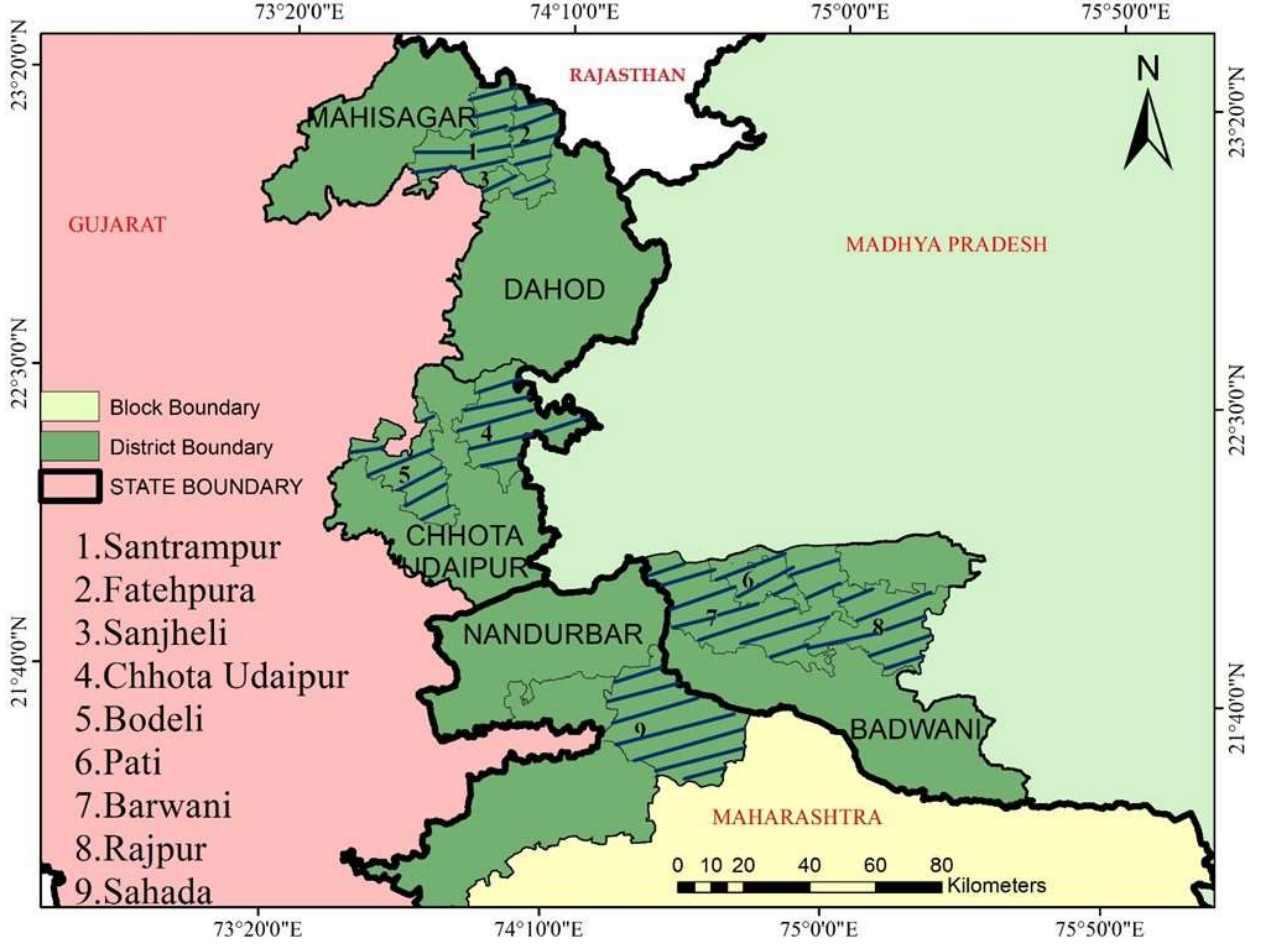 73°20'0"E 74°10'0"E 75°0'0"E 75°50'0"E
23°20'0"N
23°20'0"N
N
RAJASTHAN
MAHISAGAR
1
2
3
GUJARAT
MADHYA PRADESH
DAHOD
22°30'0"N
22°30'0"N
Block Boundary
District Boundary
STATE BOUNDARY
4
5
CHHOTA
UDAIPUR
1.Santrampur
2.Fatehpura
3.Sanjheli
4.Chhota Udaipur
5.Bodeli
6.Pati
7.Barwani
8.Rajpur
9.Sahada
6
7
8
NANDURBAR
21°40'0"N
21°40'0"N
9
BADWANI
MAHARASHTRA
0 10 20 40 60 80
Kilometers
73°20'0"E 74°10'0"E 75°0'0"E 75°50'0"E